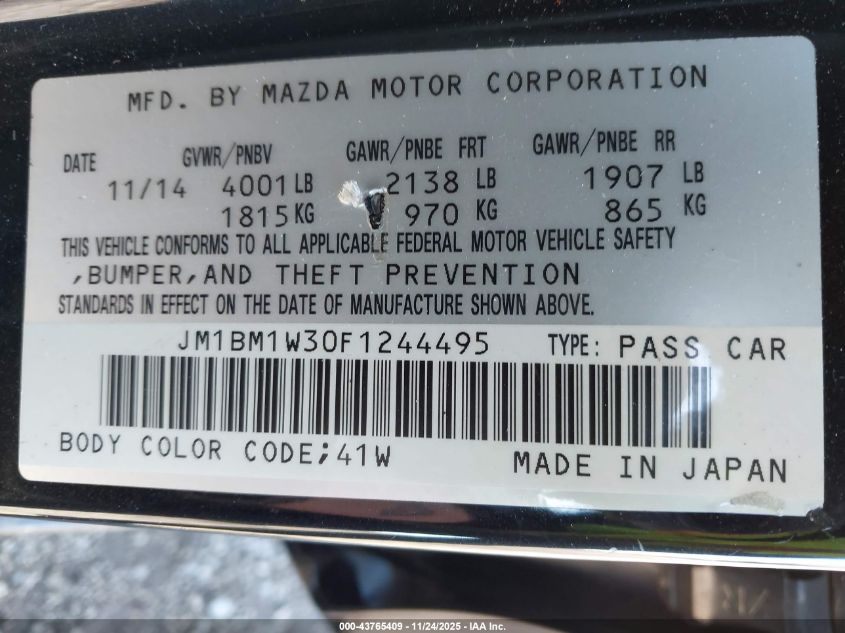 MFD. BY MAZDA MOTOR CORPORATION
DATE GVWR/PNBV GAWR/PNBE FRT GAWR/PNBE RR
11/14 4001 LB 2138 LB 1907 LB
1815 KG 970 KG 865 KG
THIS VEHICLE CONFORMS TO ALL APPLICABLE FEDERAL MOTOR VEHICLE SAFETY
,BUMPER,AND THEFT PREVENTION
STANDARDS IN EFFECT ON THE DATE OF MANUFACTURE SHOWN ABOVE.
JM1BM1W30F1244495 TYPE: PASS CAR
BODY COLOR CODE;41W
MADE IN JAPAN
000-43765409 - 11/24/2025 - IAA Inc.